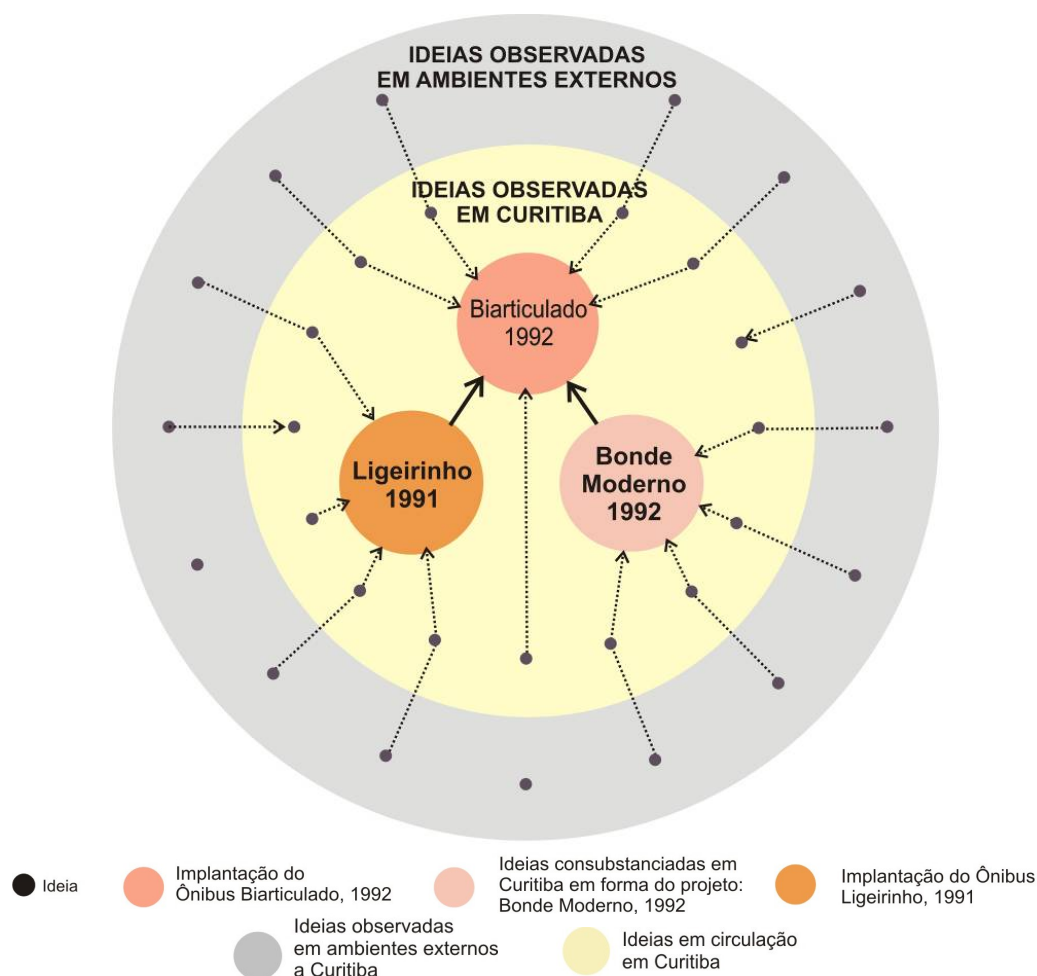 IDEIAS OBSERVADAS
EM AMBIENTES EXTERNOS
IDEIAS OBSERVADAS
EM CURITIBA
Biarticulado
1992
Ligeirinho
1991
Bonde
Moderno
1992
Ideia
Implantação do
Ônibus Biarticulado, 1992
Ideias consubstanciadas em
Curitiba em forma do projeto:
Bonde Moderno, 1992
Implantação do Ônibus
Ligeirinho, 1991
Ideias observadas
em ambientes externos
a Curitiba
Ideias em circulação
em Curitiba